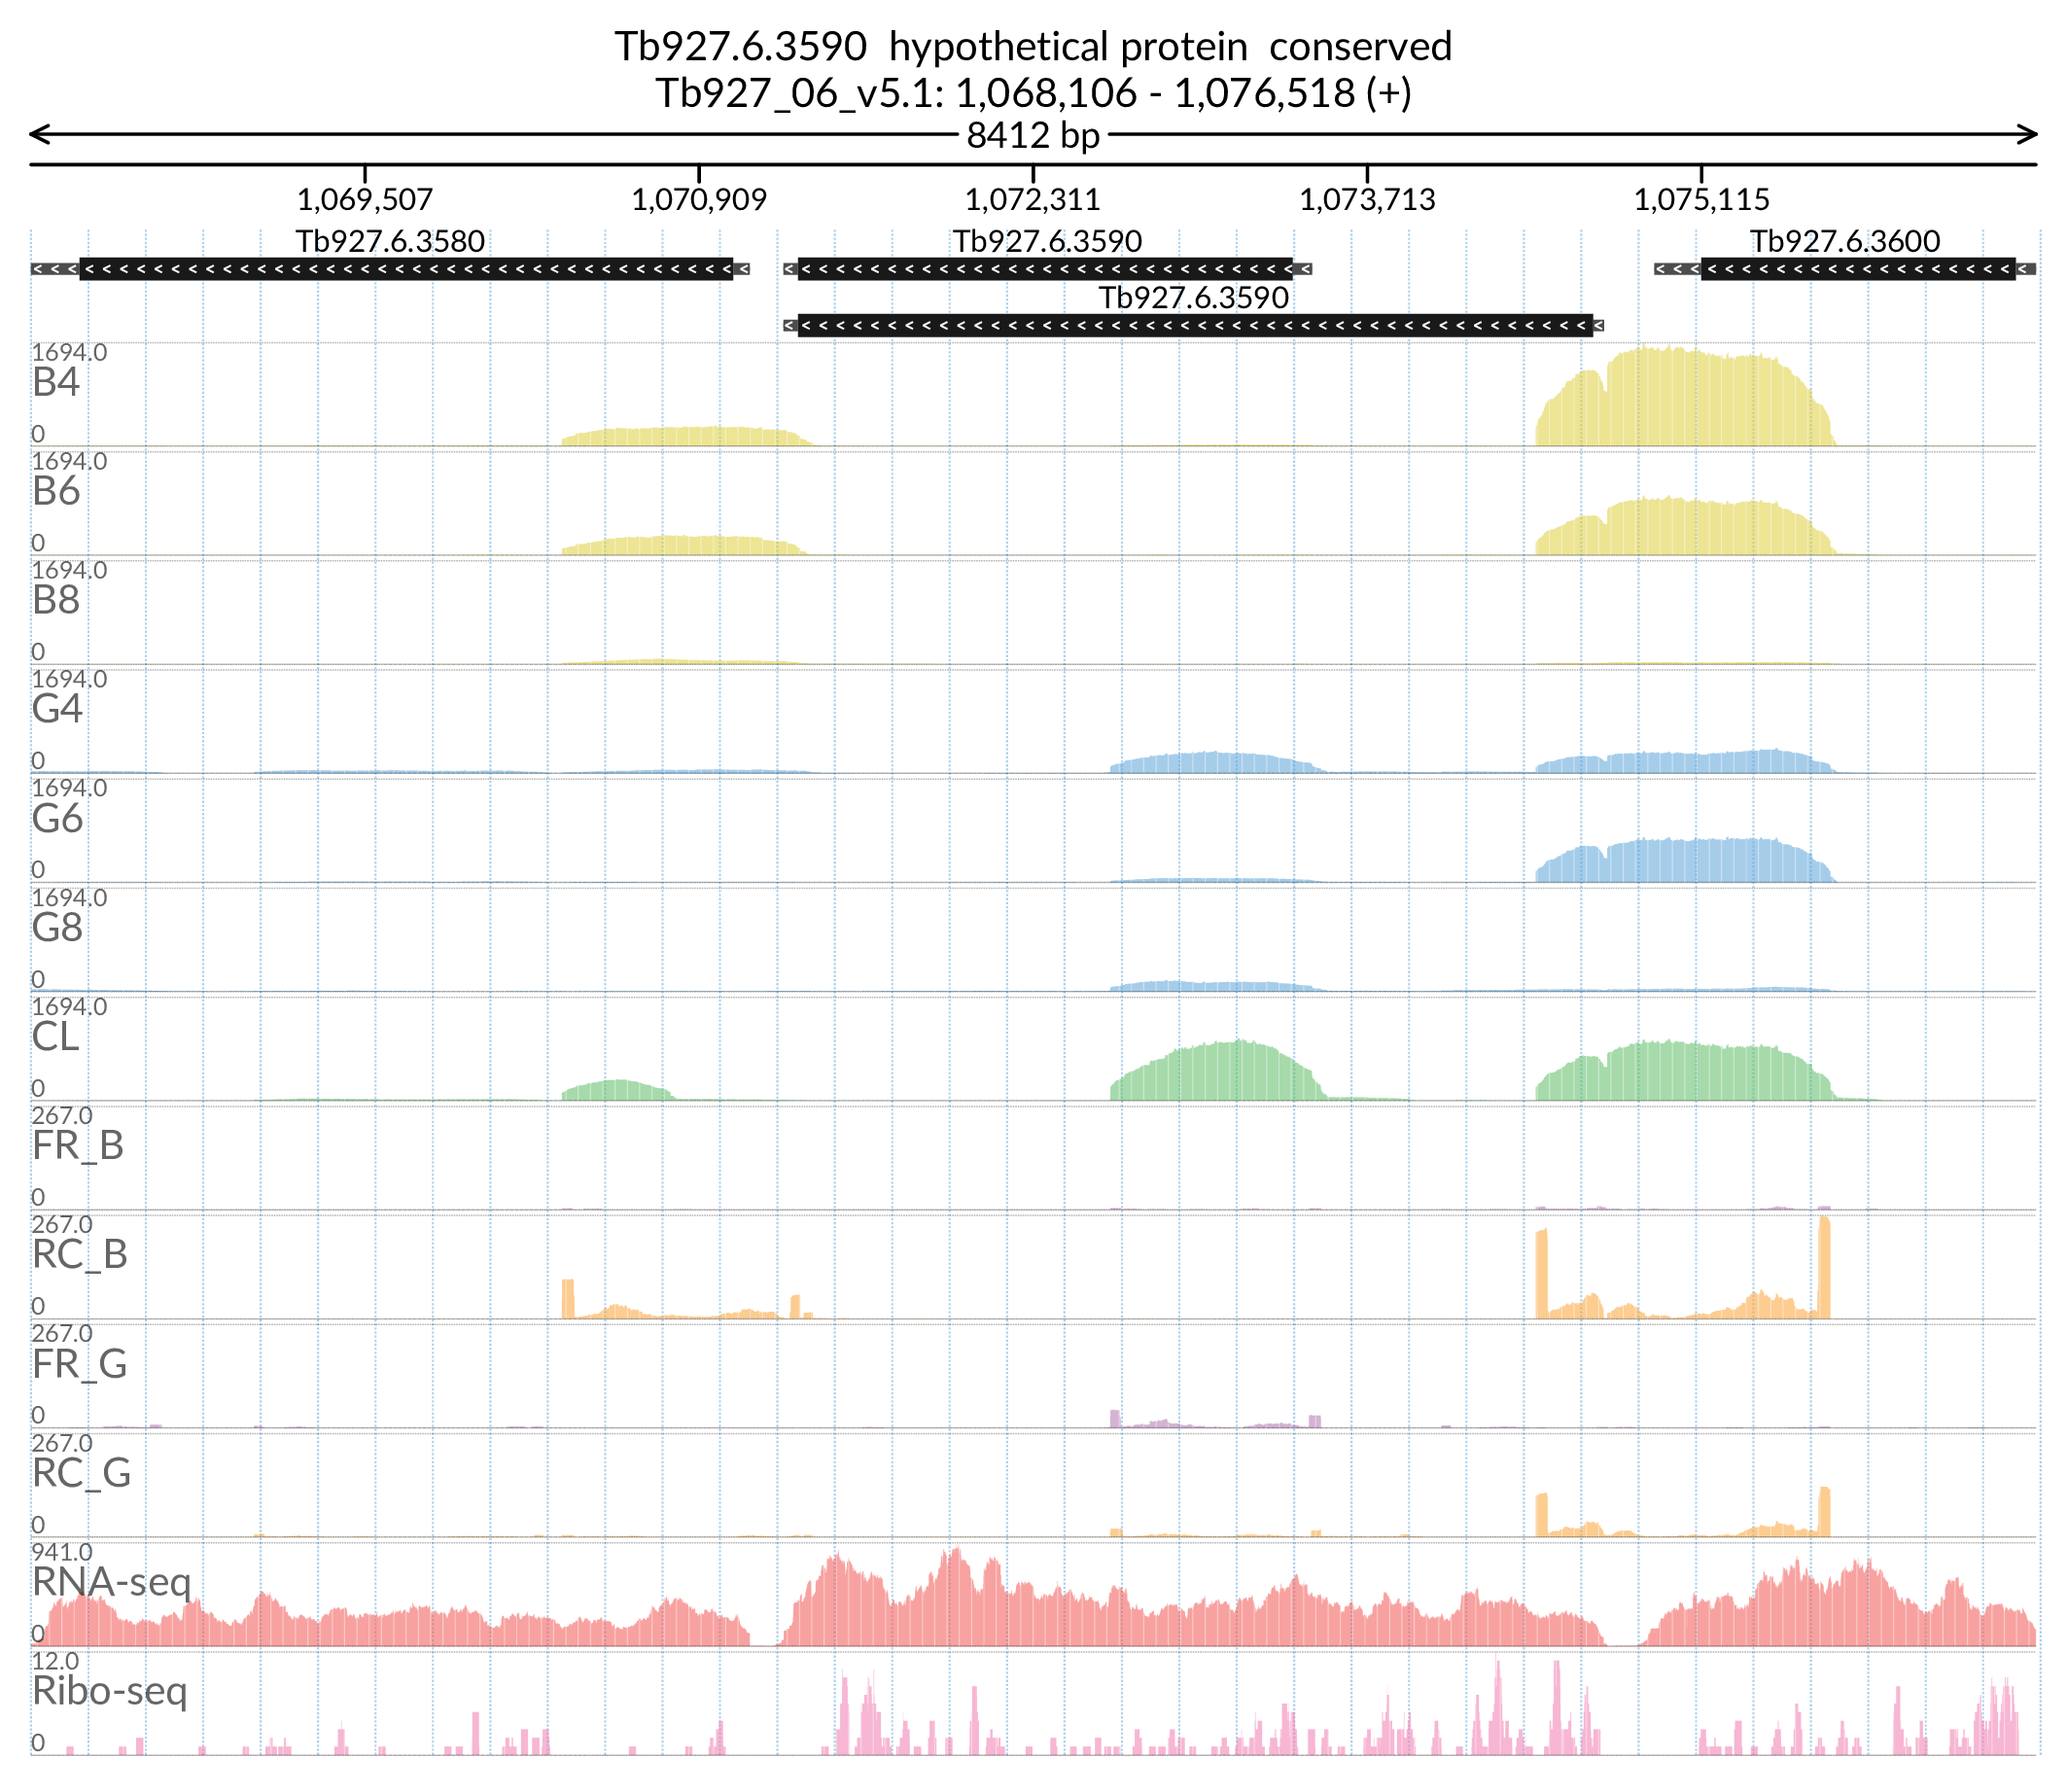 Tb927.6.3590  hypothetical protein  conserved
Tb927_06_v5.1: 1,068,106 - 1,076,518 (+)
8412 bp
1,069,507 1,070,909 1,072,311 1,073,713 1,075,115
Tb927.6.3580 Tb927.6.3590 Tb927.6.3600
Tb927.6.3590
1694.0
B4
0
1694.0
B6
0
1694.0
B8
0
1694.0
G4
0
1694.0
G6
0
1694.0
G8
0
1694.0
CL
0
267.0
FR_B
0
267.0
RC_B
0
267.0
FR_G
0
267.0
RC_G
0
941.0
RNA-seq
0
12.0
Ribo-seq
0